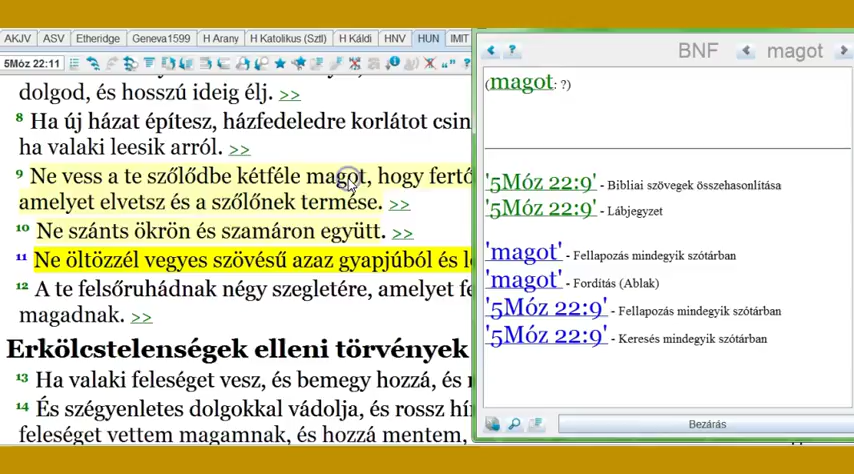 AKJV ASV Etheridge Geneva1599 H Arany H Katolikus (SztI) H Káldi HNV HUN IMIT
5Móz 22:11
BNF magot
dolgod, és hosszú ideig élj. >>
8 Ha új házat építesz, házfedeledre korlátot csin
ha valaki leesik arról. >>
9 Ne vess a te szőlődbe kétféle magot, hogy fertő
amelyet elvetsz és a szőlőnek termése. >>
10 Ne szánts ökrön és szamáron együtt. >>
11 Ne öltözzél vegyes szövésű azaz gyapjúból és l
12 A te felsőruhádnak négy szegletére, amelyet fe
magadnak. >>
Erkölcstelenségek elleni törvények
13 Ha valaki feleséget vesz, és bemegy hozzá, és
14 És szégyenletes dolgokkal vádolja, és rossz hí
feleséget vettem magamnak, és hozzá mentem,
(magot: ?)
'5Móz 22:9' - Bibliai szövegek összehasonlítása
'5Móz 22:9' - Lábjegyzet
'magot' - Fellapozás mindegyik szótárban
'magot' - Fordítás (Ablak)
'5Móz 22:9' - Fellapozás mindegyik szótárban
'5Móz 22:9' - Keresés mindegyik szótárban
Bezárás